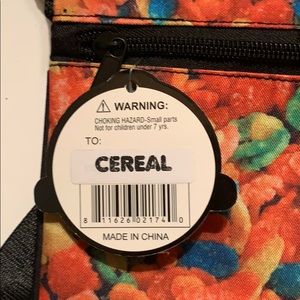 ⚠ WARNING:
CHOKING HAZARD-Small parts
Not for children under 7 yrs.
TO:
CEREAL
8 11626 02174 0
MADE IN CHINA